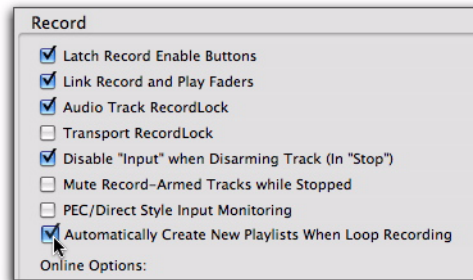 Record
Latch Record Enable Buttons
Link Record and Play Faders
Audio Track RecordLock
Transport RecordLock
Disable "Input" when Disarming Track (In "Stop")
Mute Record-Armed Tracks while Stopped
PEC/Direct Style Input Monitoring
Automatically Create New Playlists When Loop Recording
Online Options: